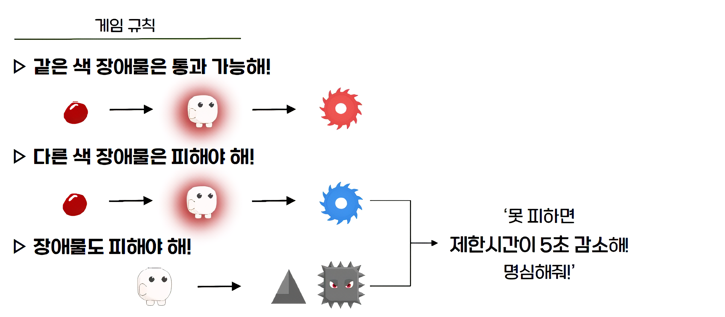 게임 규칙
▷ 같은 색 장애물은 통과 가능해!
▷ 다른 색 장애물은 피해야 해!
▷ 장애물도 피해야 해!
‘못 피하면
제한시간이 5초 감소해!
명심해줘!’